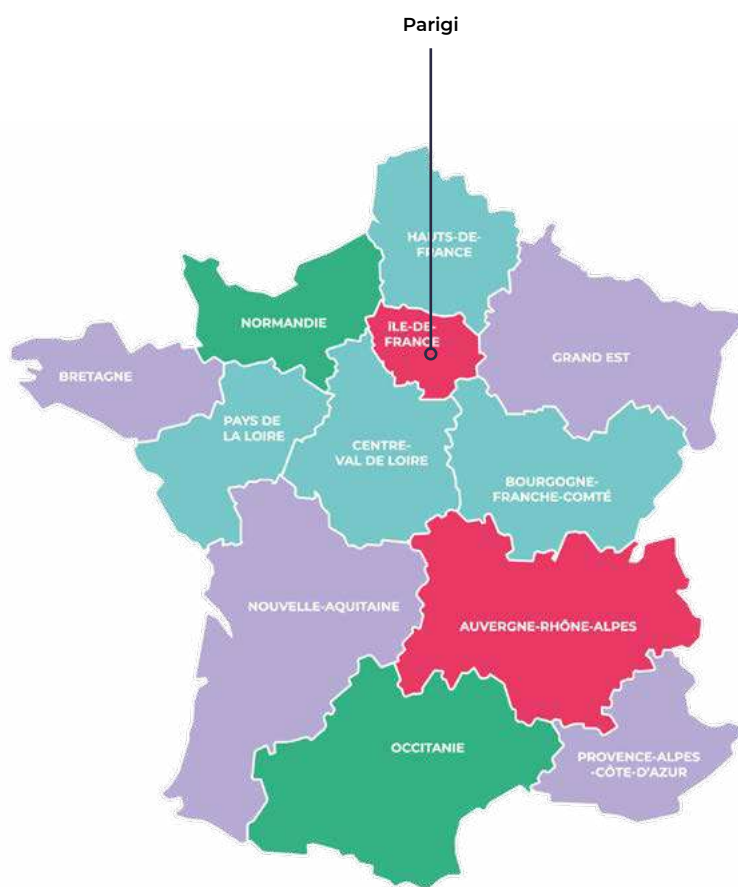 Parigi
HAUTS-DE-
FRANCE
NORMANDIE
ÎLE-DE-
FRANCE
GRAND EST
BRETAGNE
PAYS DE
LA LOIRE
CENTRE-
VAL DE LOIRE
BOURGOGNE-
FRANCHE-COMTÉ
NOUVELLE-AQUITAINE
AUVERGNE-RHÔNE-ALPES
OCCITANIE
PROVENCE-ALPES
-CÔTE-D'AZUR